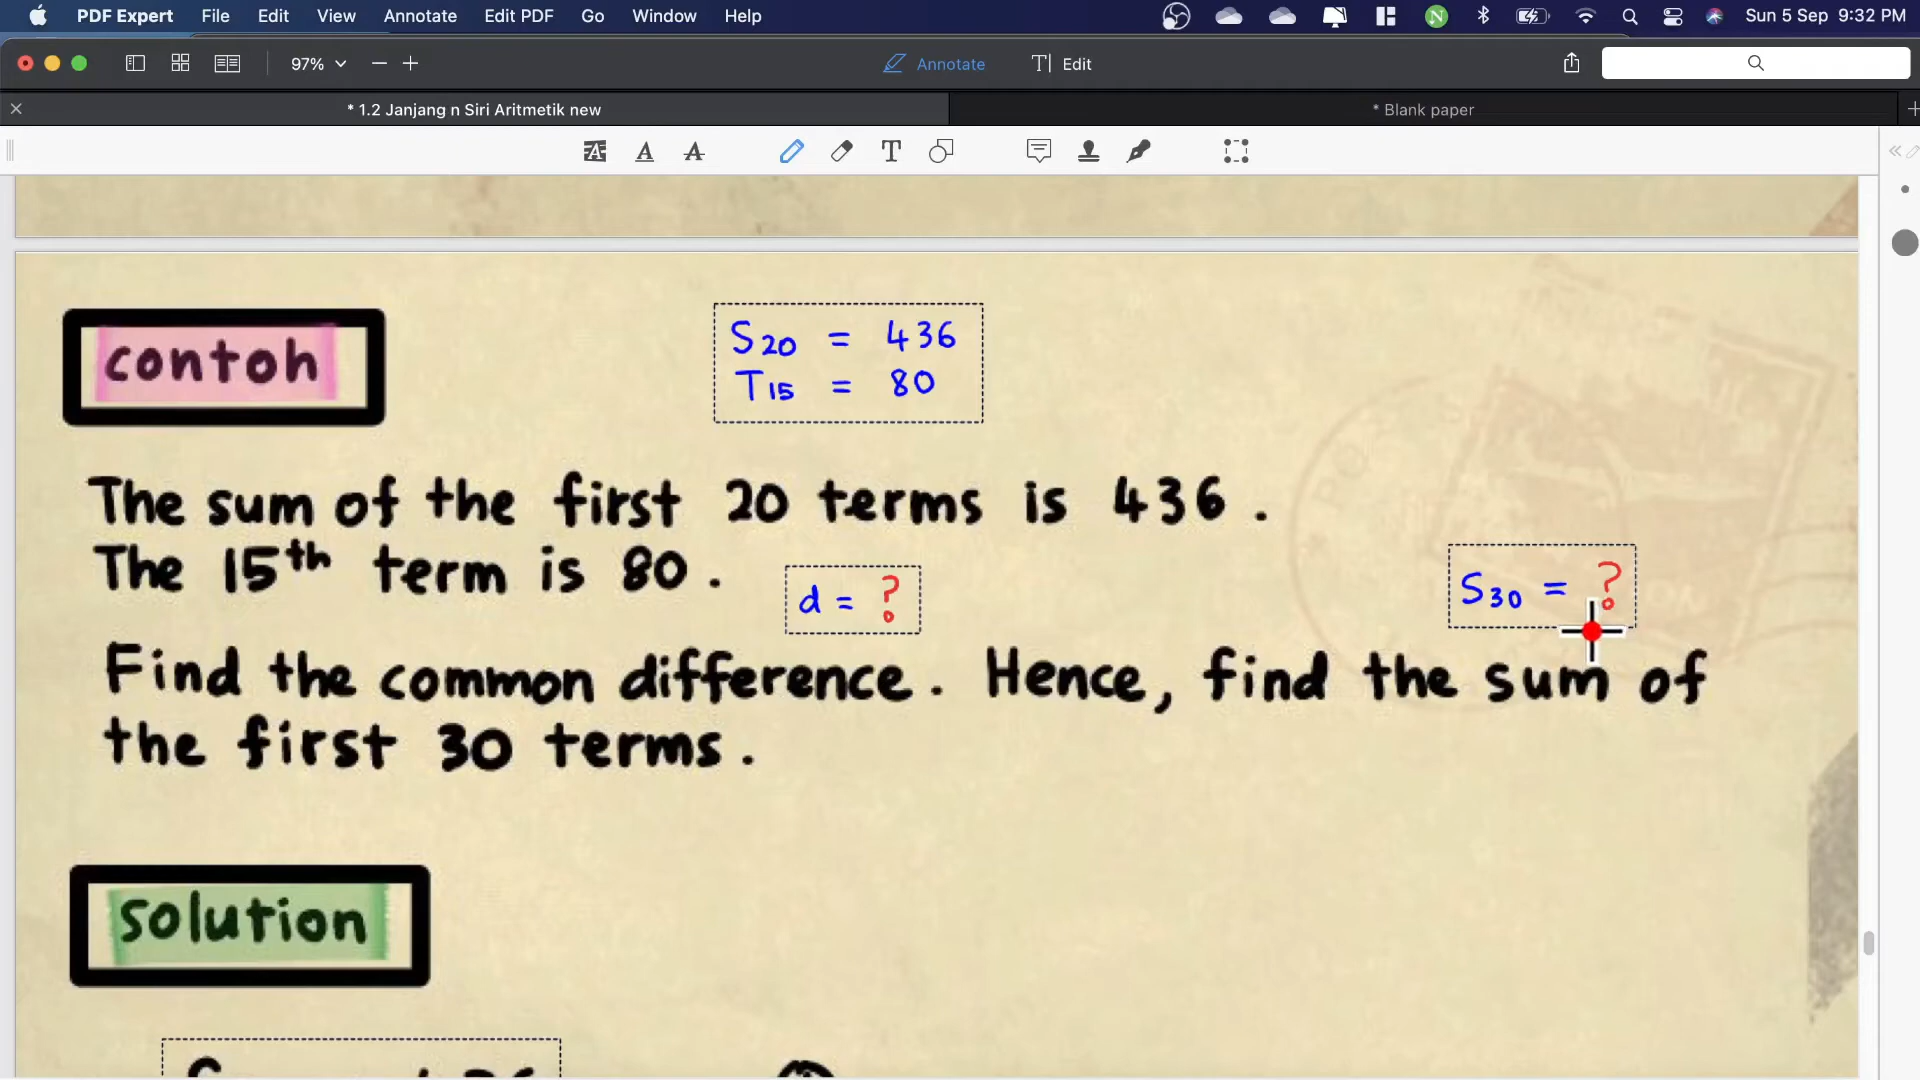 PDF Expert File Edit View Annotate Edit PDF Go Window Help Sun 5 Sep 9:32 PM
97% Annotate Edit
* 1.2 Janjang n Siri Aritmetik new * Blank paper
contoh
S20 = 436
T15 = 80
The sum of the first 20 terms is 436.
The 15th term is 80.
d = ?
S30 = ?
Find the common difference. Hence, find the sum of
the first 30 terms.
solution